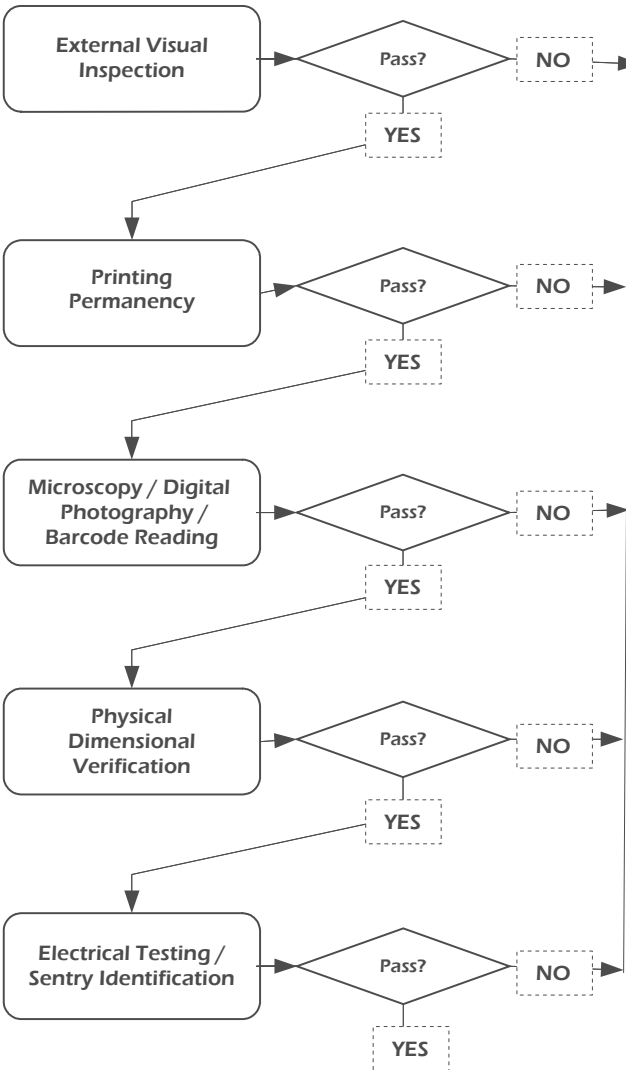 External Visual
Inspection
Pass?
NO
YES
Printing
Permanency
Pass?
NO
YES
Microscopy / Digital
Photography /
Barcode Reading
Pass?
NO
YES
Physical
Dimensional
Verification
Pass?
NO
YES
Electrical Testing /
Sentry Identification
Pass?
NO
YES